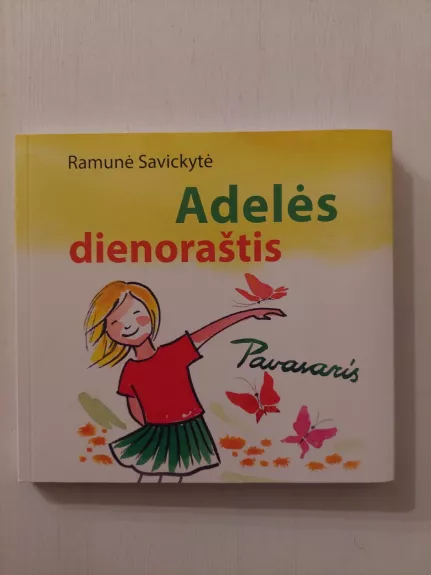 Ramunė Savickytė
Adelės
dienoraštis
Pavasaris